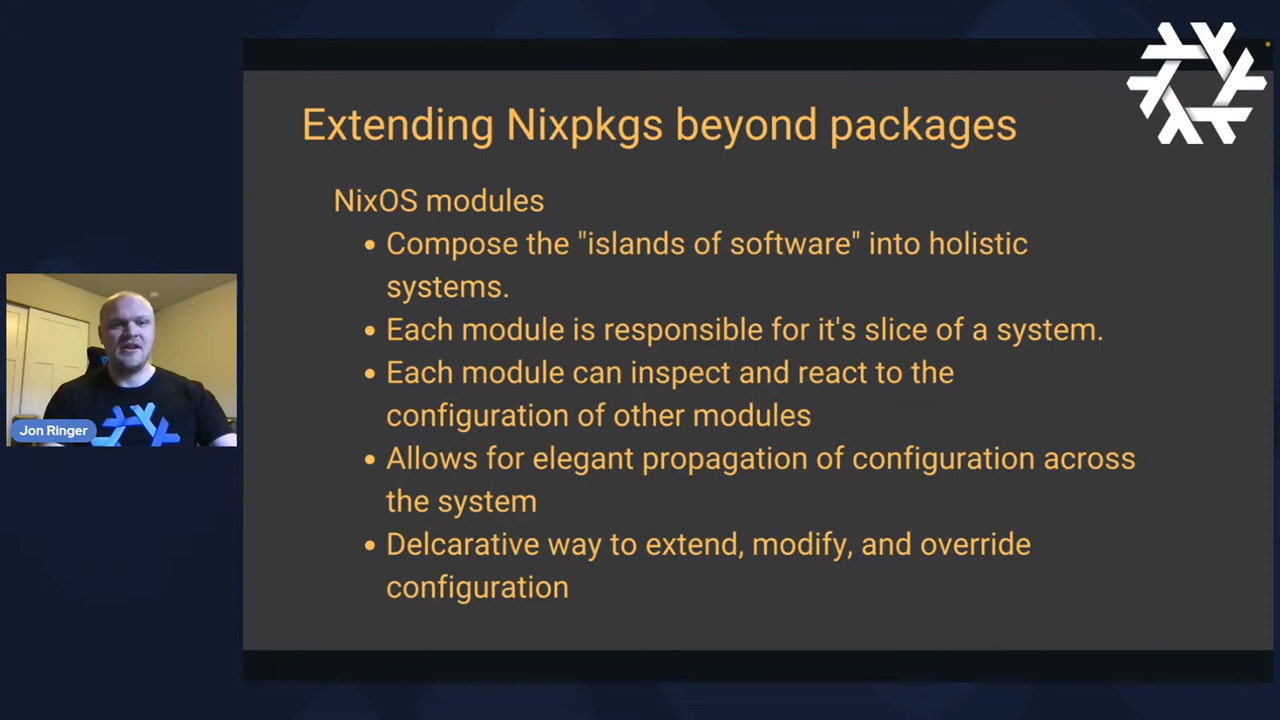 Extending Nixpkgs beyond packages
NixOS modules
• Compose the "islands of software" into holistic
systems.
• Each module is responsible for it's slice of a system.
• Each module can inspect and react to the
configuration of other modules
• Allows for elegant propagation of configuration across
the system
• Delcarative way to extend, modify, and override
configuration
Jon Ringer